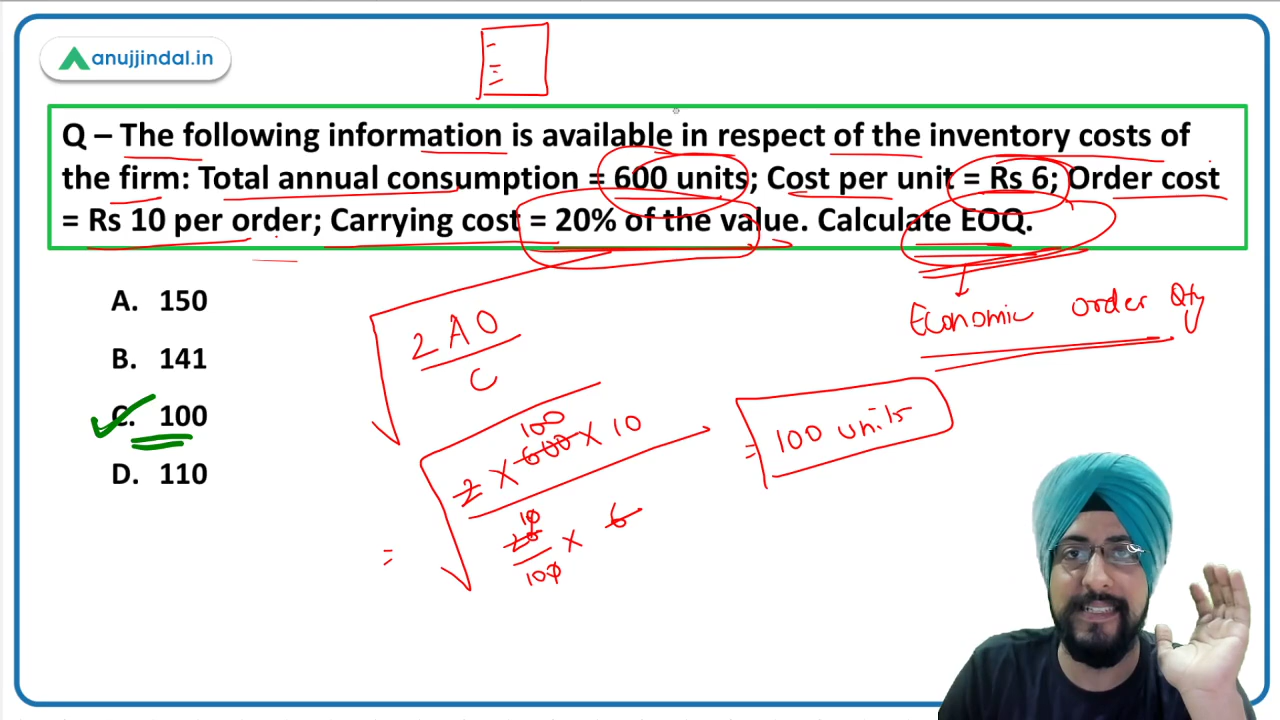 anujjindal.in
Q – The following information is available in respect of the inventory costs of
the firm: Total annual consumption = 600 units; Cost per unit = Rs 6; Order cost
= Rs 10 per order; Carrying cost = 20% of the value. Calculate EOQ.
A. 150
B. 141
C. 100
D. 110
Economic order Qty
√ 2AO
C
100
= √ 2 × 600 × 10
10
20 × 6
100
= 100 units